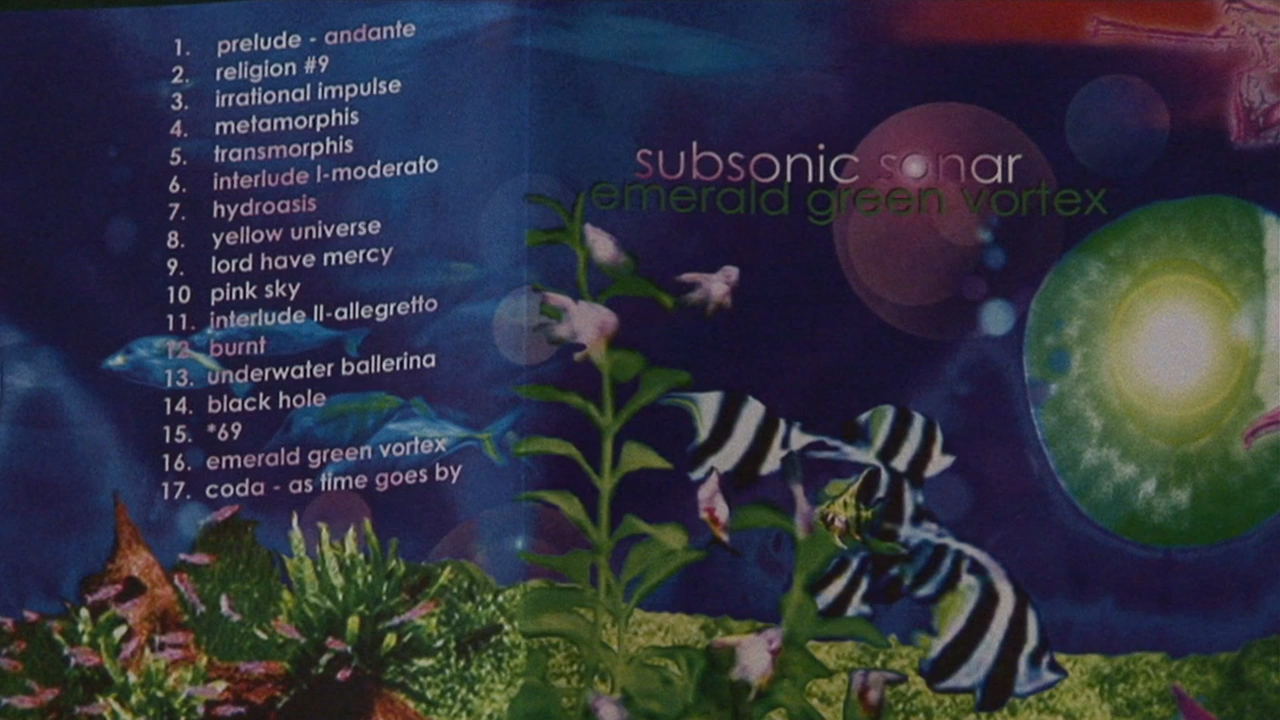 1. prelude - andante
2. religion #9
3. irrational impulse
4. metamorphis
5. transmorphis
6. interlude I-moderato
7. hydroasis
8. yellow universe
9. lord have mercy
10 pink sky
11. interlude II-allegretto
12. burnt
13. underwater ballerina
14. black hole
15. *69
16. emerald green vortex
17. coda - as time goes by
subsonic sonar
emerald green vortex